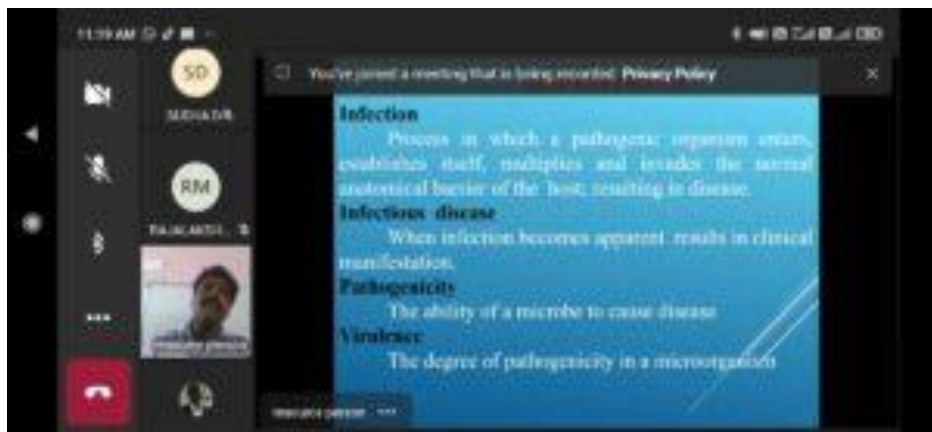 11:19 AM
SD
SUDHA D/B
You've joined a meeting that is being recorded. Privacy Policy
Infection
Process in which a pathogenic organism enters,
establishes itself, multiplies and invades the normal
anatomical barrier of the host, resulting in disease.
RM
Infectious disease
When infection becomes apparent results in clinical
manifestation.
Pathogenicity
The ability of a microbe to cause disease
Virulence
The degree of pathogenicity in a microorganism
resource person